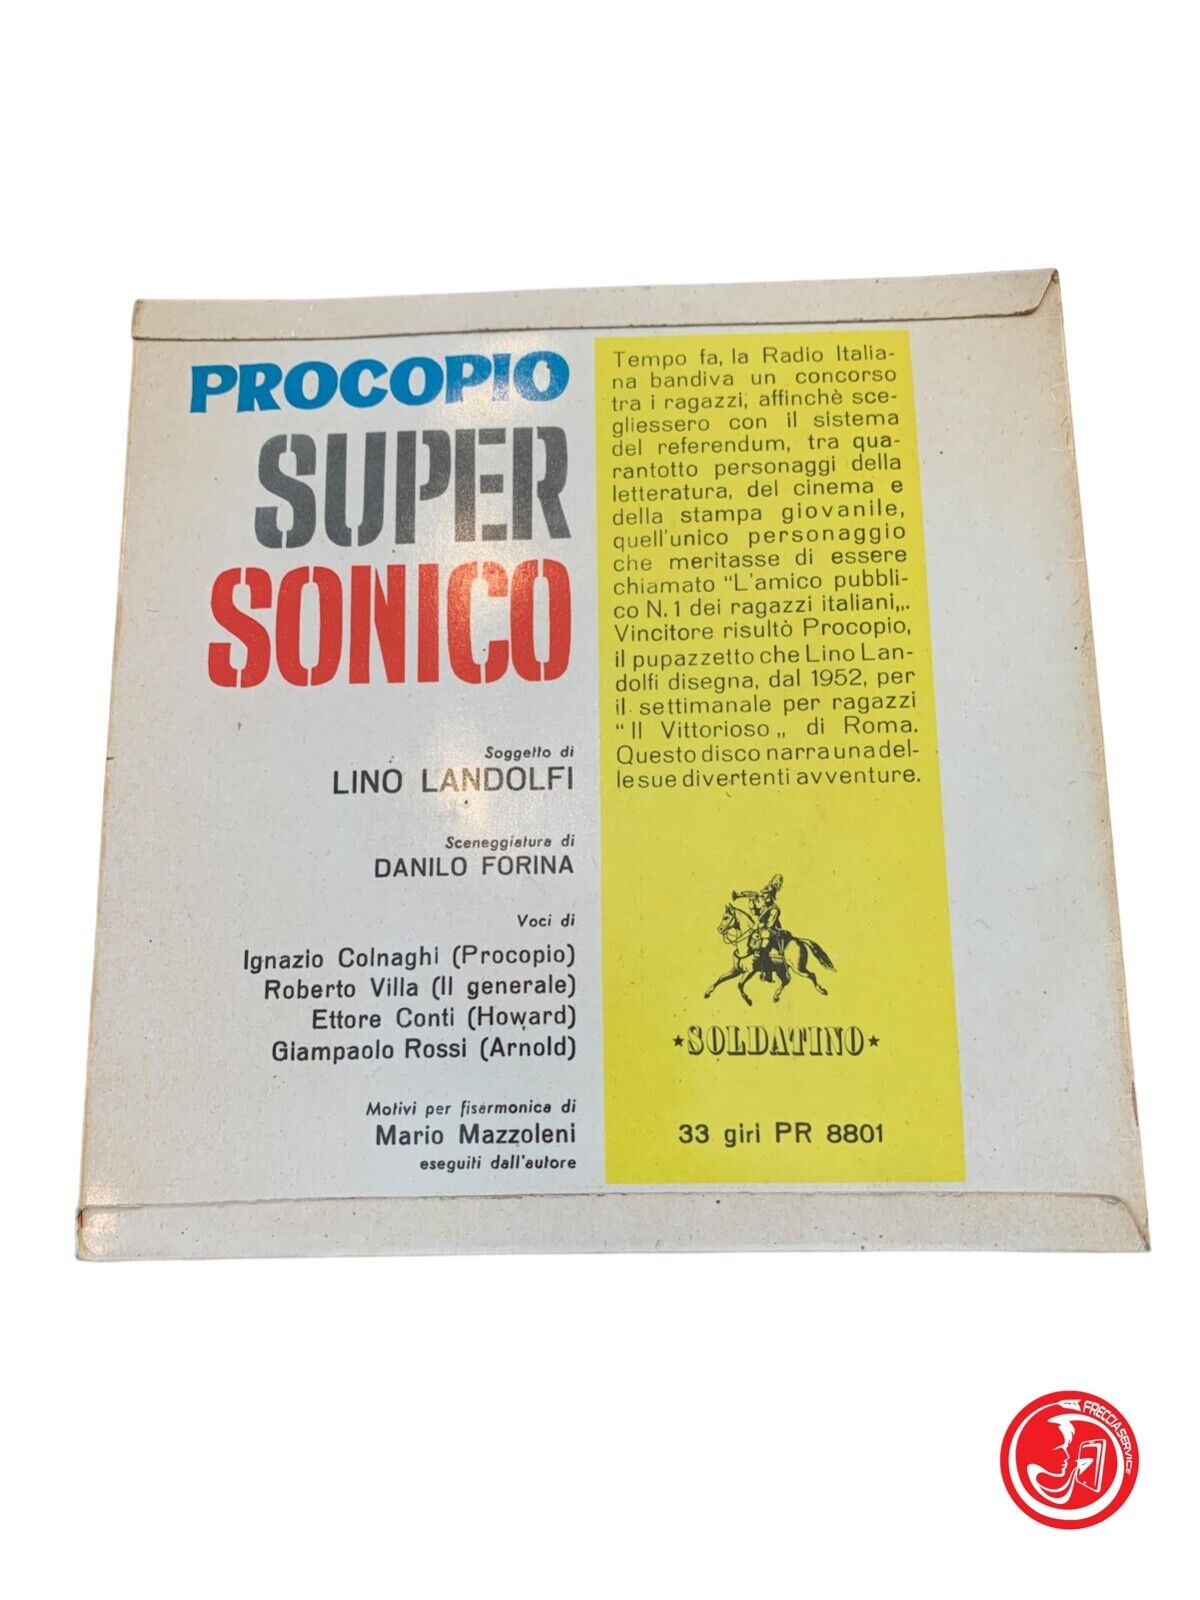 PROCOPIO
SUPER
SONICO
Soggetto di
LINO LANDOLFI
Sceneggiatura di
DANILO FORINA
Voci di
Ignazio Colnaghi (Procopio)
Roberto Villa (Il generale)
Ettore Conti (Howard)
Giampaolo Rossi (Arnold)
Motivi per fisarmonica di
Mario Mazzoleni
eseguiti dall'autore
Tempo fa, la Radio Italia-
na bandiva un concorso
tra i ragazzi, affinchè sce-
gliessero con il sistema
del referendum, tra qua-
rantotto personaggi della
letteratura, del cinema e
della stampa giovanile,
quell'unico personaggio
che meritasse di essere
chiamato "L'amico pubbli-
co N.1 dei ragazzi italiani„.
Vincitore risultò Procopio,
il pupazzetto che Lino Lan-
dolfi disegna, dal 1952, per
il settimanale per ragazzi
"Il Vittorioso„ di Roma.
Questo disco narra una del-
le sue divertenti avventure.
★SOLDATINO★
33 giri PR 8801
FRECCIASERVICE